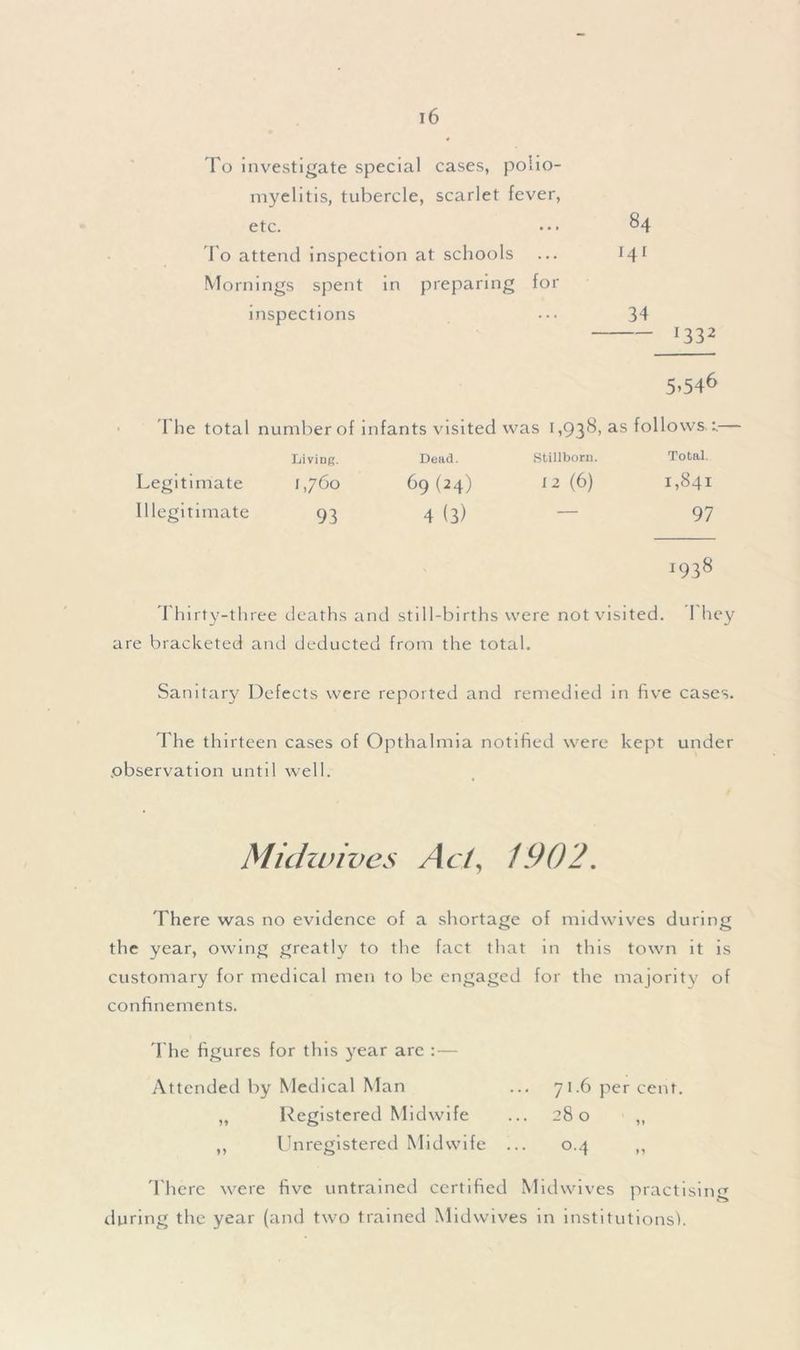 16
To investigate special cases, polio-
myelitis, tubercle, scarlet fever,
etc. ... 84
To attend inspection at schools ... 141
Mornings spent in preparing for
inspections ... 34
1332
5,546
The total number of infants visited was 1,938, as follows:—
Living. Dead. Stillborn. Total.
Legitimate 1,760 69 (24) 12 (6) 1,841
Illegitimate 93 4 (3) — 97
1938
Thirty-three deaths and still-births were not visited. They
are bracketed and deducted from the total.
Sanitary Defects were reported and remedied in five cases.
The thirteen cases of Opthalmia notified were kept under
observation until well.
Midwives Act, 1902.
There was no evidence of a shortage of midwives during
the year, owing greatly to the fact that in this town it is
customary for medical men to be engaged for the majority of
confinements.
The figures for this year are :—
Attended by Medical Man ... 71.6 per cent.
„ Registered Midwife ... 28 0 „
„ Unregistered Midwife ... 0.4 „
There were five untrained certified Midwives practising
during the year (and two trained Midwives in institutions).